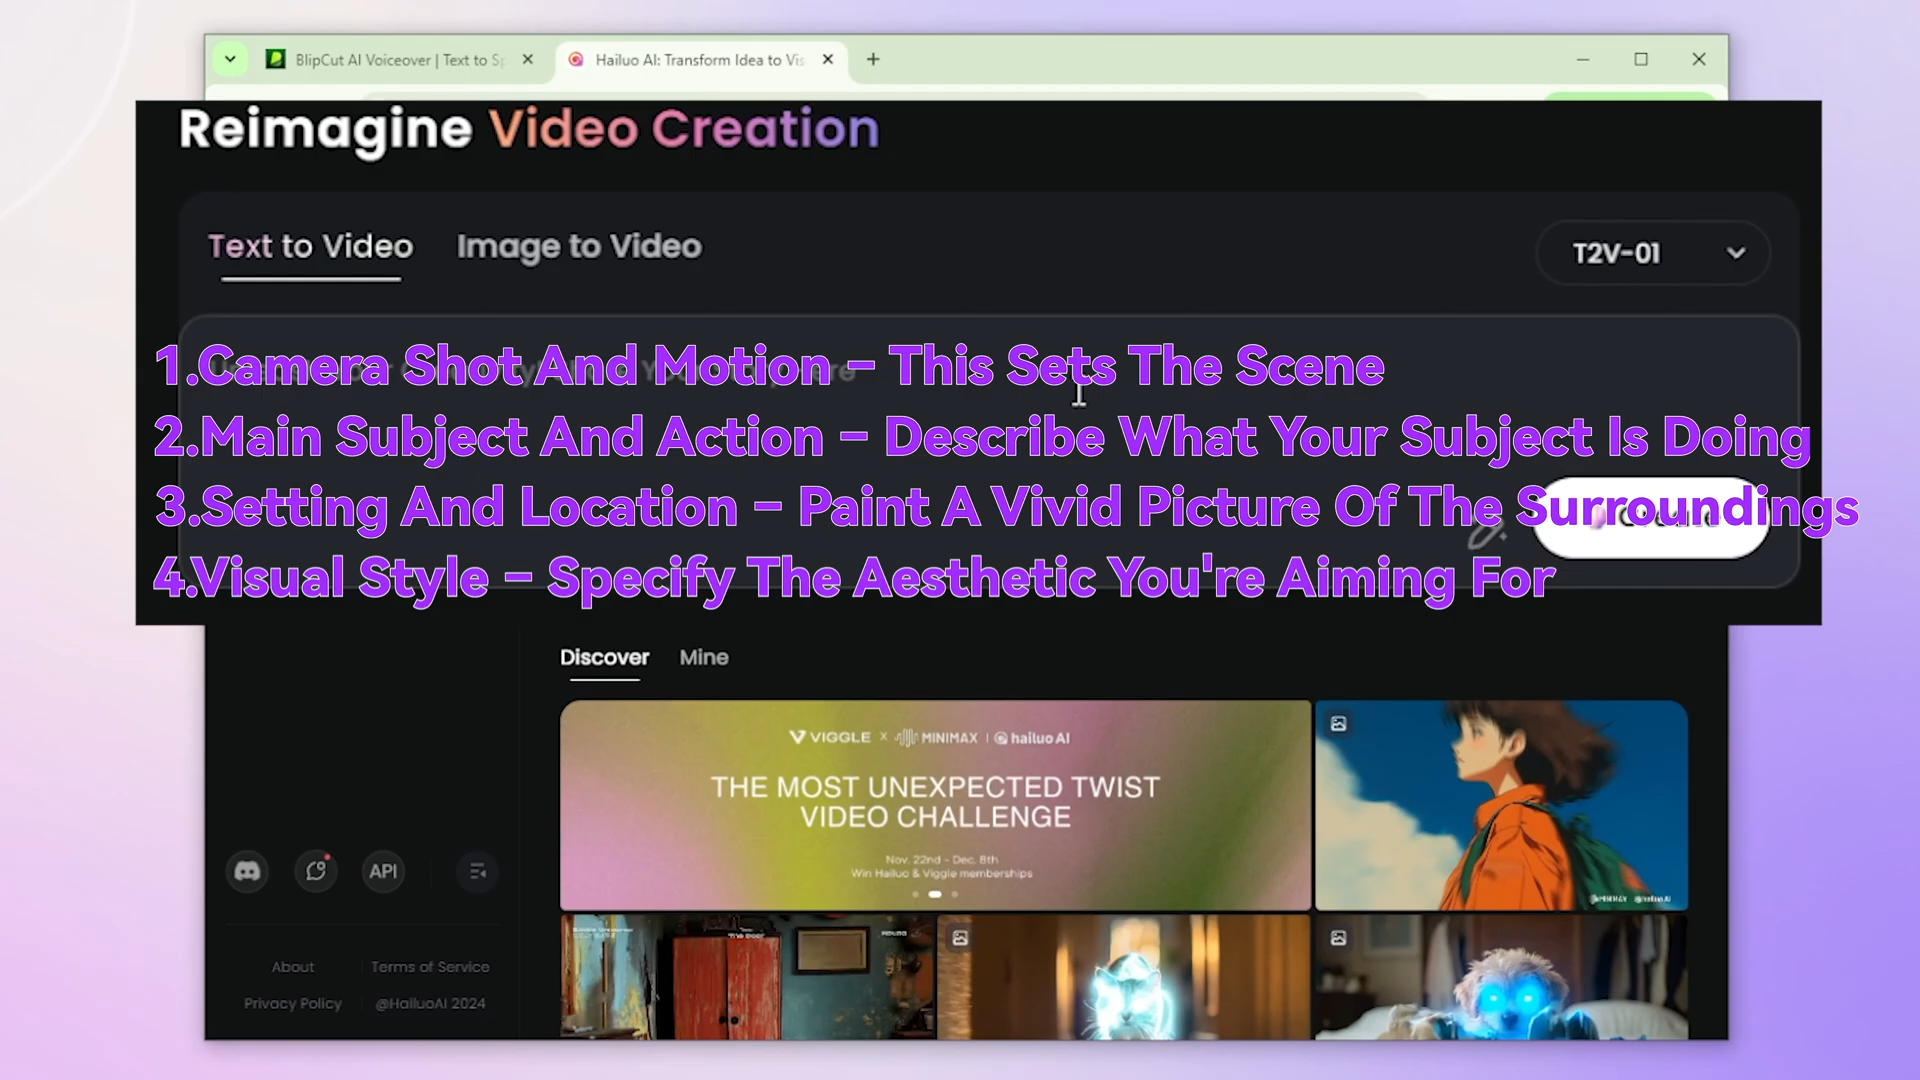 BlipCut AI Voiceover | Text to Sp
Hailuo AI: Transform Idea to Vis
Reimagine Video Creation
Text to Video
Image to Video
T2V-01
1.Camera Shot And Motion – This Sets The Scene
2.Main Subject And Action – Describe What Your Subject Is Doing
3.Setting And Location – Paint A Vivid Picture Of The Surroundings
4.Visual Style – Specify The Aesthetic You're Aiming For
Discover
Mine
VIGGLE × MINIMAX | hailuo AI
THE MOST UNEXPECTED TWIST
VIDEO CHALLENGE
Nov. 22nd - Dec. 8th
Win Hailuo & Viggle memberships
MINIMAX hailuo AI
API
About
Terms of Service
Privacy Policy
@HailuoAI 2024